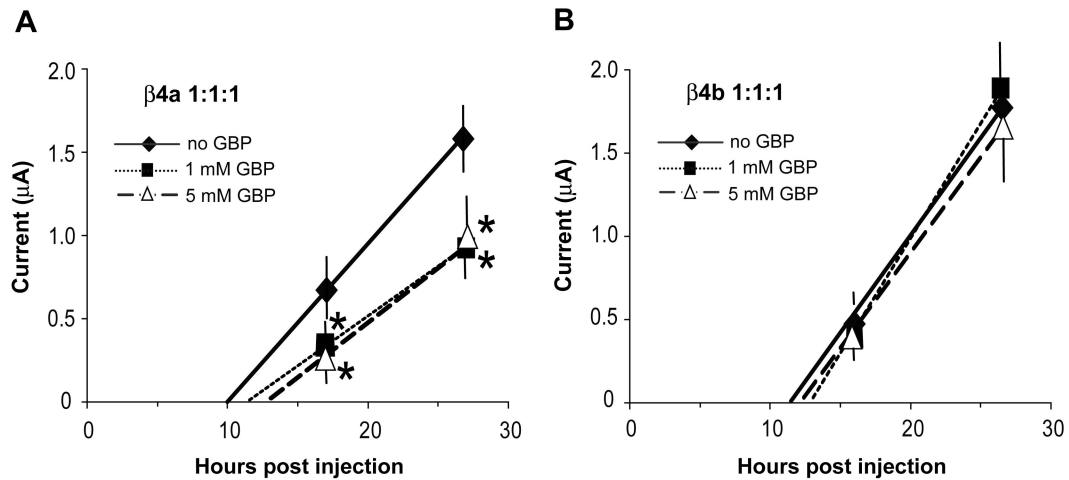 A
β4a 1:1:1
no GBP
1 mM GBP
5 mM GBP
Current (μA)
2.0
1.5
1.0
0.5
0
0
10
20
30
Hours post injection
*
*
*
*
B
β4b 1:1:1
no GBP
1 mM GBP
5 mM GBP
Current (μA)
2.0
1.5
1.0
0.5
0
0
10
20
30
Hours post injection